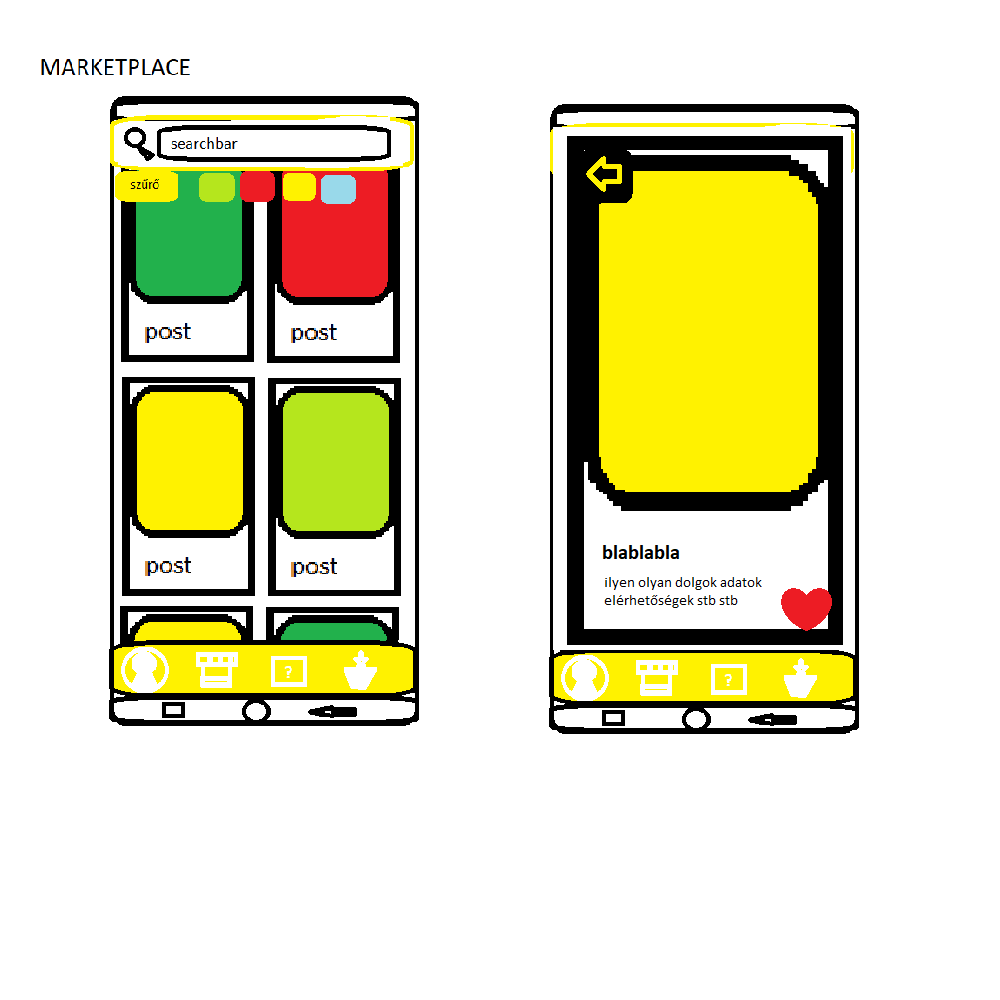 MARKETPLACE
searchbar
szűrő
post
post
post
post
?
blablabla
ilyen olyan dolgok adatok
elérhetőségek stb stb
?